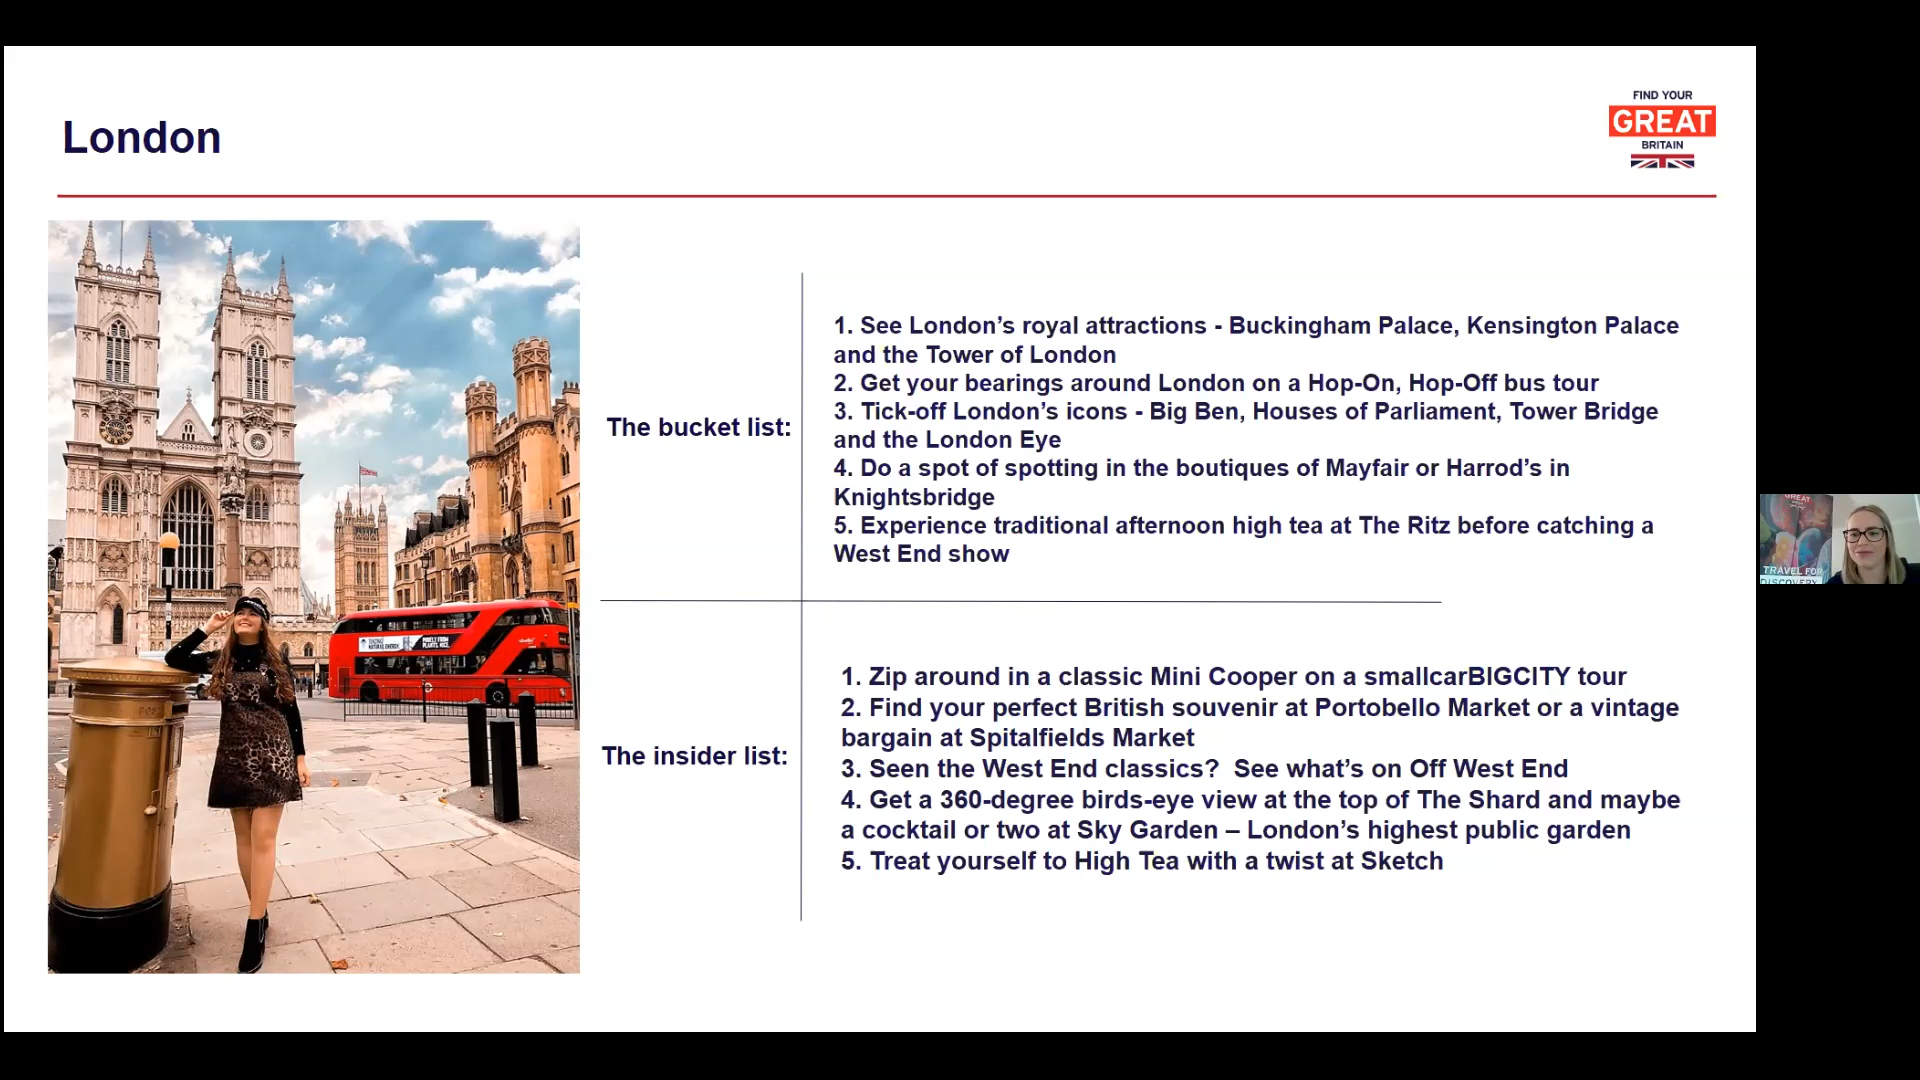 London
FIND YOUR
GREAT
BRITAIN
The bucket list:
1. See London’s royal attractions - Buckingham Palace, Kensington Palace
and the Tower of London
2. Get your bearings around London on a Hop-On, Hop-Off bus tour
3. Tick-off London’s icons - Big Ben, Houses of Parliament, Tower Bridge
and the London Eye
4. Do a spot of spotting in the boutiques of Mayfair or Harrod’s in
Knightsbridge
5. Experience traditional afternoon high tea at The Ritz before catching a
West End show
The insider list:
1. Zip around in a classic Mini Cooper on a smallcarBIGCITY tour
2. Find your perfect British souvenir at Portobello Market or a vintage
bargain at Spitalfields Market
3. Seen the West End classics?  See what’s on Off West End
4. Get a 360-degree birds-eye view at the top of The Shard and maybe
a cocktail or two at Sky Garden – London’s highest public garden
5. Treat yourself to High Tea with a twist at Sketch
GREAT
TRAVEL FOR
DISCOVERY